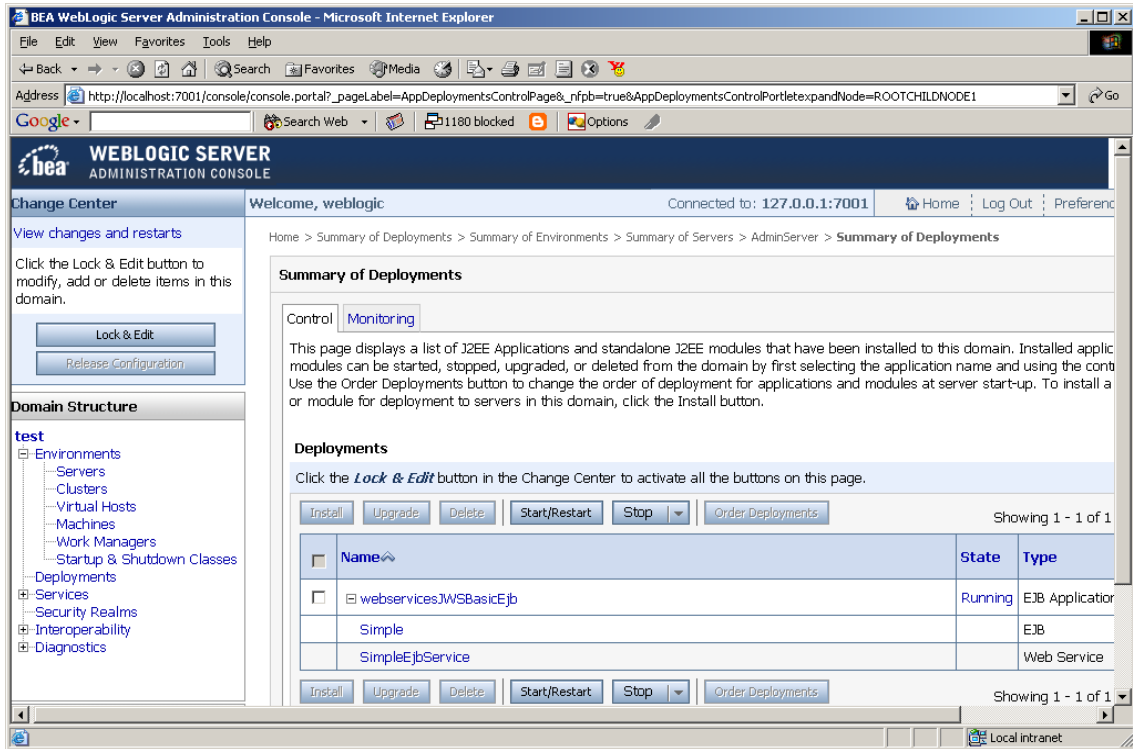 BEA WebLogic Server Administration Console - Microsoft Internet Explorer
File Edit View Favorites Tools Help
Back Search Favorites Media
Address http://localhost:7001/console/console.portal?_pageLabel=AppDeploymentsControlPage&_nfpb=true&AppDeploymentsControlPortletexpandNode=ROOTCHILDNODE1 Go
Google Search Web 1180 blocked Options
bea WEBLOGIC SERVER
ADMINISTRATION CONSOLE
Change Center
View changes and restarts
Click the Lock & Edit button to
modify, add or delete items in this
domain.
Lock & Edit
Release Configuration
Domain Structure
test
Environments
Servers
Clusters
Virtual Hosts
Machines
Work Managers
Startup & Shutdown Classes
Deployments
Services
Security Realms
Interoperability
Diagnostics
Welcome, weblogic Connected to: 127.0.0.1:7001 Home Log Out Preferenc
Home > Summary of Deployments > Summary of Environments > Summary of Servers > AdminServer > Summary of Deployments
Summary of Deployments
Control Monitoring
This page displays a list of J2EE Applications and standalone J2EE modules that have been installed to this domain. Installed applic
modules can be started, stopped, upgraded, or deleted from the domain by first selecting the application name and using the cont
Use the Order Deployments button to change the order of deployment for applications and modules at server start-up. To install a
or module for deployment to servers in this domain, click the Install button.
Deployments
Click the Lock & Edit button in the Change Center to activate all the buttons on this page.
Install Upgrade Delete Start/Restart Stop Order Deployments Showing 1 - 1 of 1
Name State Type
webservicesJWSBasicEjb Running EJB Application
Simple EJB
SimpleEjbService Web Service
Install Upgrade Delete Start/Restart Stop Order Deployments Showing 1 - 1 of 1
Local intranet